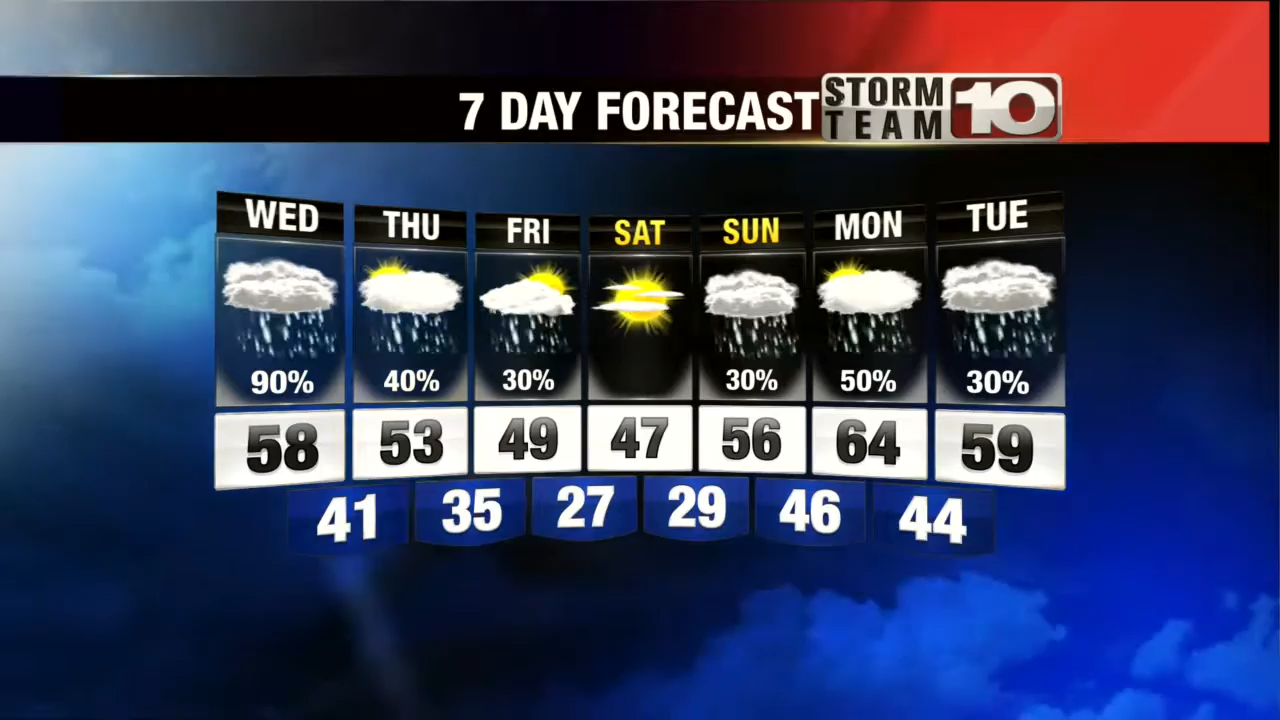 7 DAY FORECAST STORM TEAM 10
WED THU FRI SAT SUN MON TUE
90% 40% 30% 30% 50% 30%
58 53 49 47 56 64 59
41 35 27 29 46 44